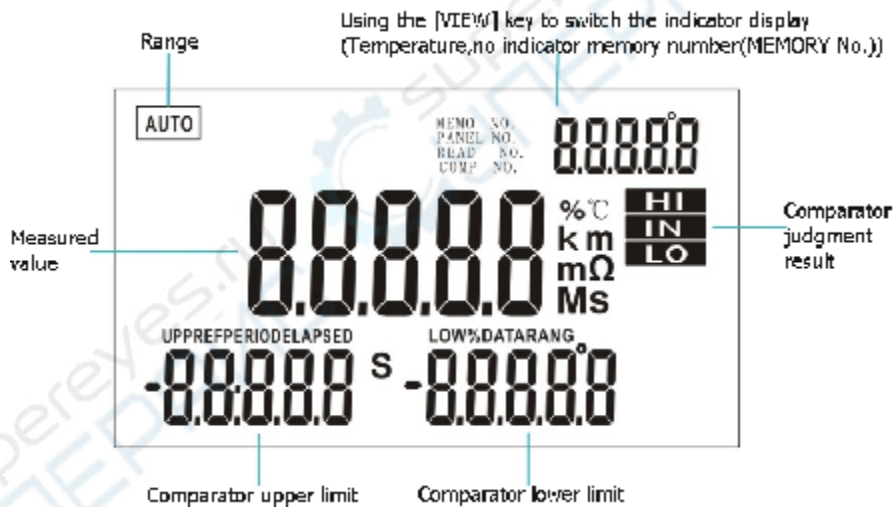 Using the [VIEW] key to switch the indicator display
(Temperature,no indicator memory number(MEMORY No.))
Range
AUTO
MEMO NO.
PANEL NO.
READ NO.
COMP NO.
8.8.8.8.8°
Measured
value
8.8.8.8.8
%℃
k m
mΩ
Ms
HI
IN
LO
Comparator
judgment
result
UPPREFPERIODELAPSED
-8.8:8.8.8 S
LOW%DATARANG
-8.8.8.8.8°
Comparator upper limit
Comparator lower limit